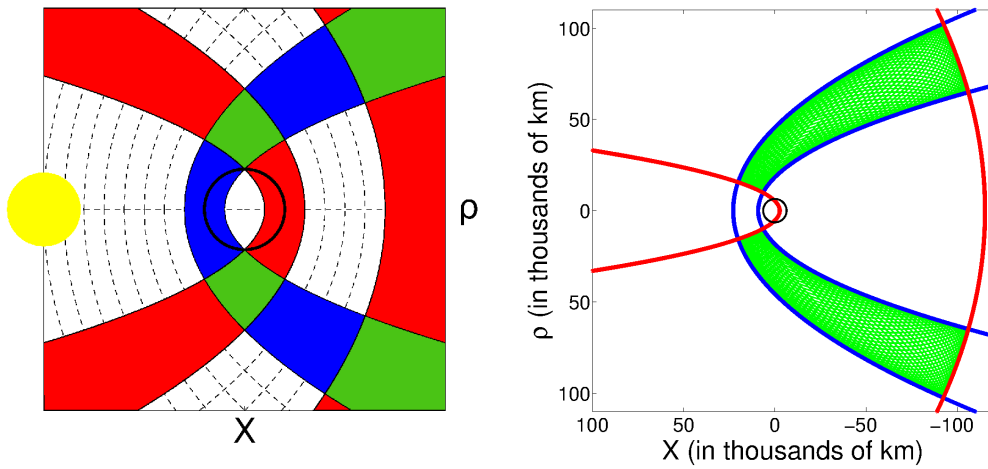 X
ρ
100
50
0
50
100
ρ (in thousands of km)
100
50
0
−50
−100
X (in thousands of km)